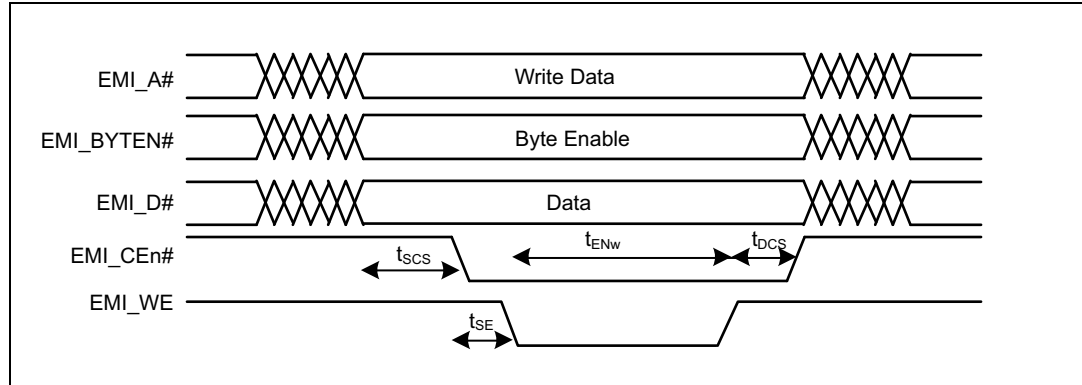 EMI_A# Write Data
EMI_BYTEN# Byte Enable
EMI_D# Data
EMI_CEn# tSCS tENw tDCS
EMI_WE
tSE